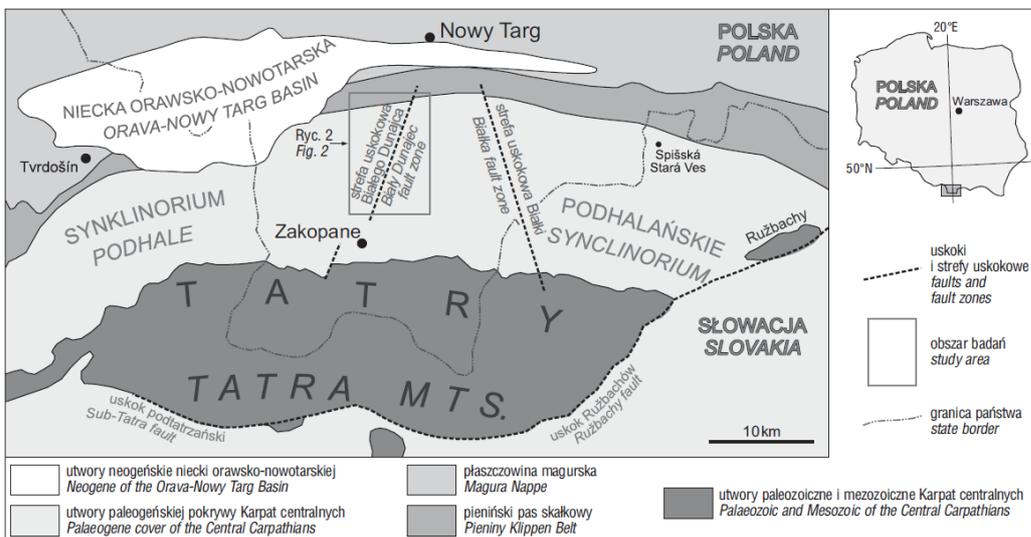 Nowy Targ
POLSKA
POLAND
NIECKA ORAWSKO-NOWOTARSKA
ORAVA-NOWY TARG BASIN
Tvrdošín
Ryc. 2
Fig. 2
strefa uskokowa
Białego Dunajca
Biały Dunajec
fault zone
strefa uskokowa Białki
Białka fault zone
Spišská
Stará Ves
SYNKLINORIUM
PODHALE
PODHALAŃSKIE
SYNCLINORIUM
Zakopane
Ružbachy
TATRY
TATRA MTS.
SŁOWACJA
SLOVAKIA
uskok podtatrzański
Sub-Tatra fault
uskok Ružbachów
Ružbachy fault
10 km
20°E
POLSKA
POLAND
Warszawa
50°N
uskoki
i strefy uskokowe
faults and
fault zones
obszar badań
study area
granica państwa
state border
utwory neogeńskie niecki orawsko-nowotarskiej
Neogene of the Orava-Nowy Targ Basin
utwory paleogeńskiej pokrywy Karpat centralnych
Palaeogene cover of the Central Carpathians
płaszczowina magurska
Magura Nappe
pieniński pas skałkowy
Pieniny Klippen Belt
utwory paleozoiczne i mezozoiczne Karpat centralnych
Palaeozoic and Mesozoic of the Central Carpathians